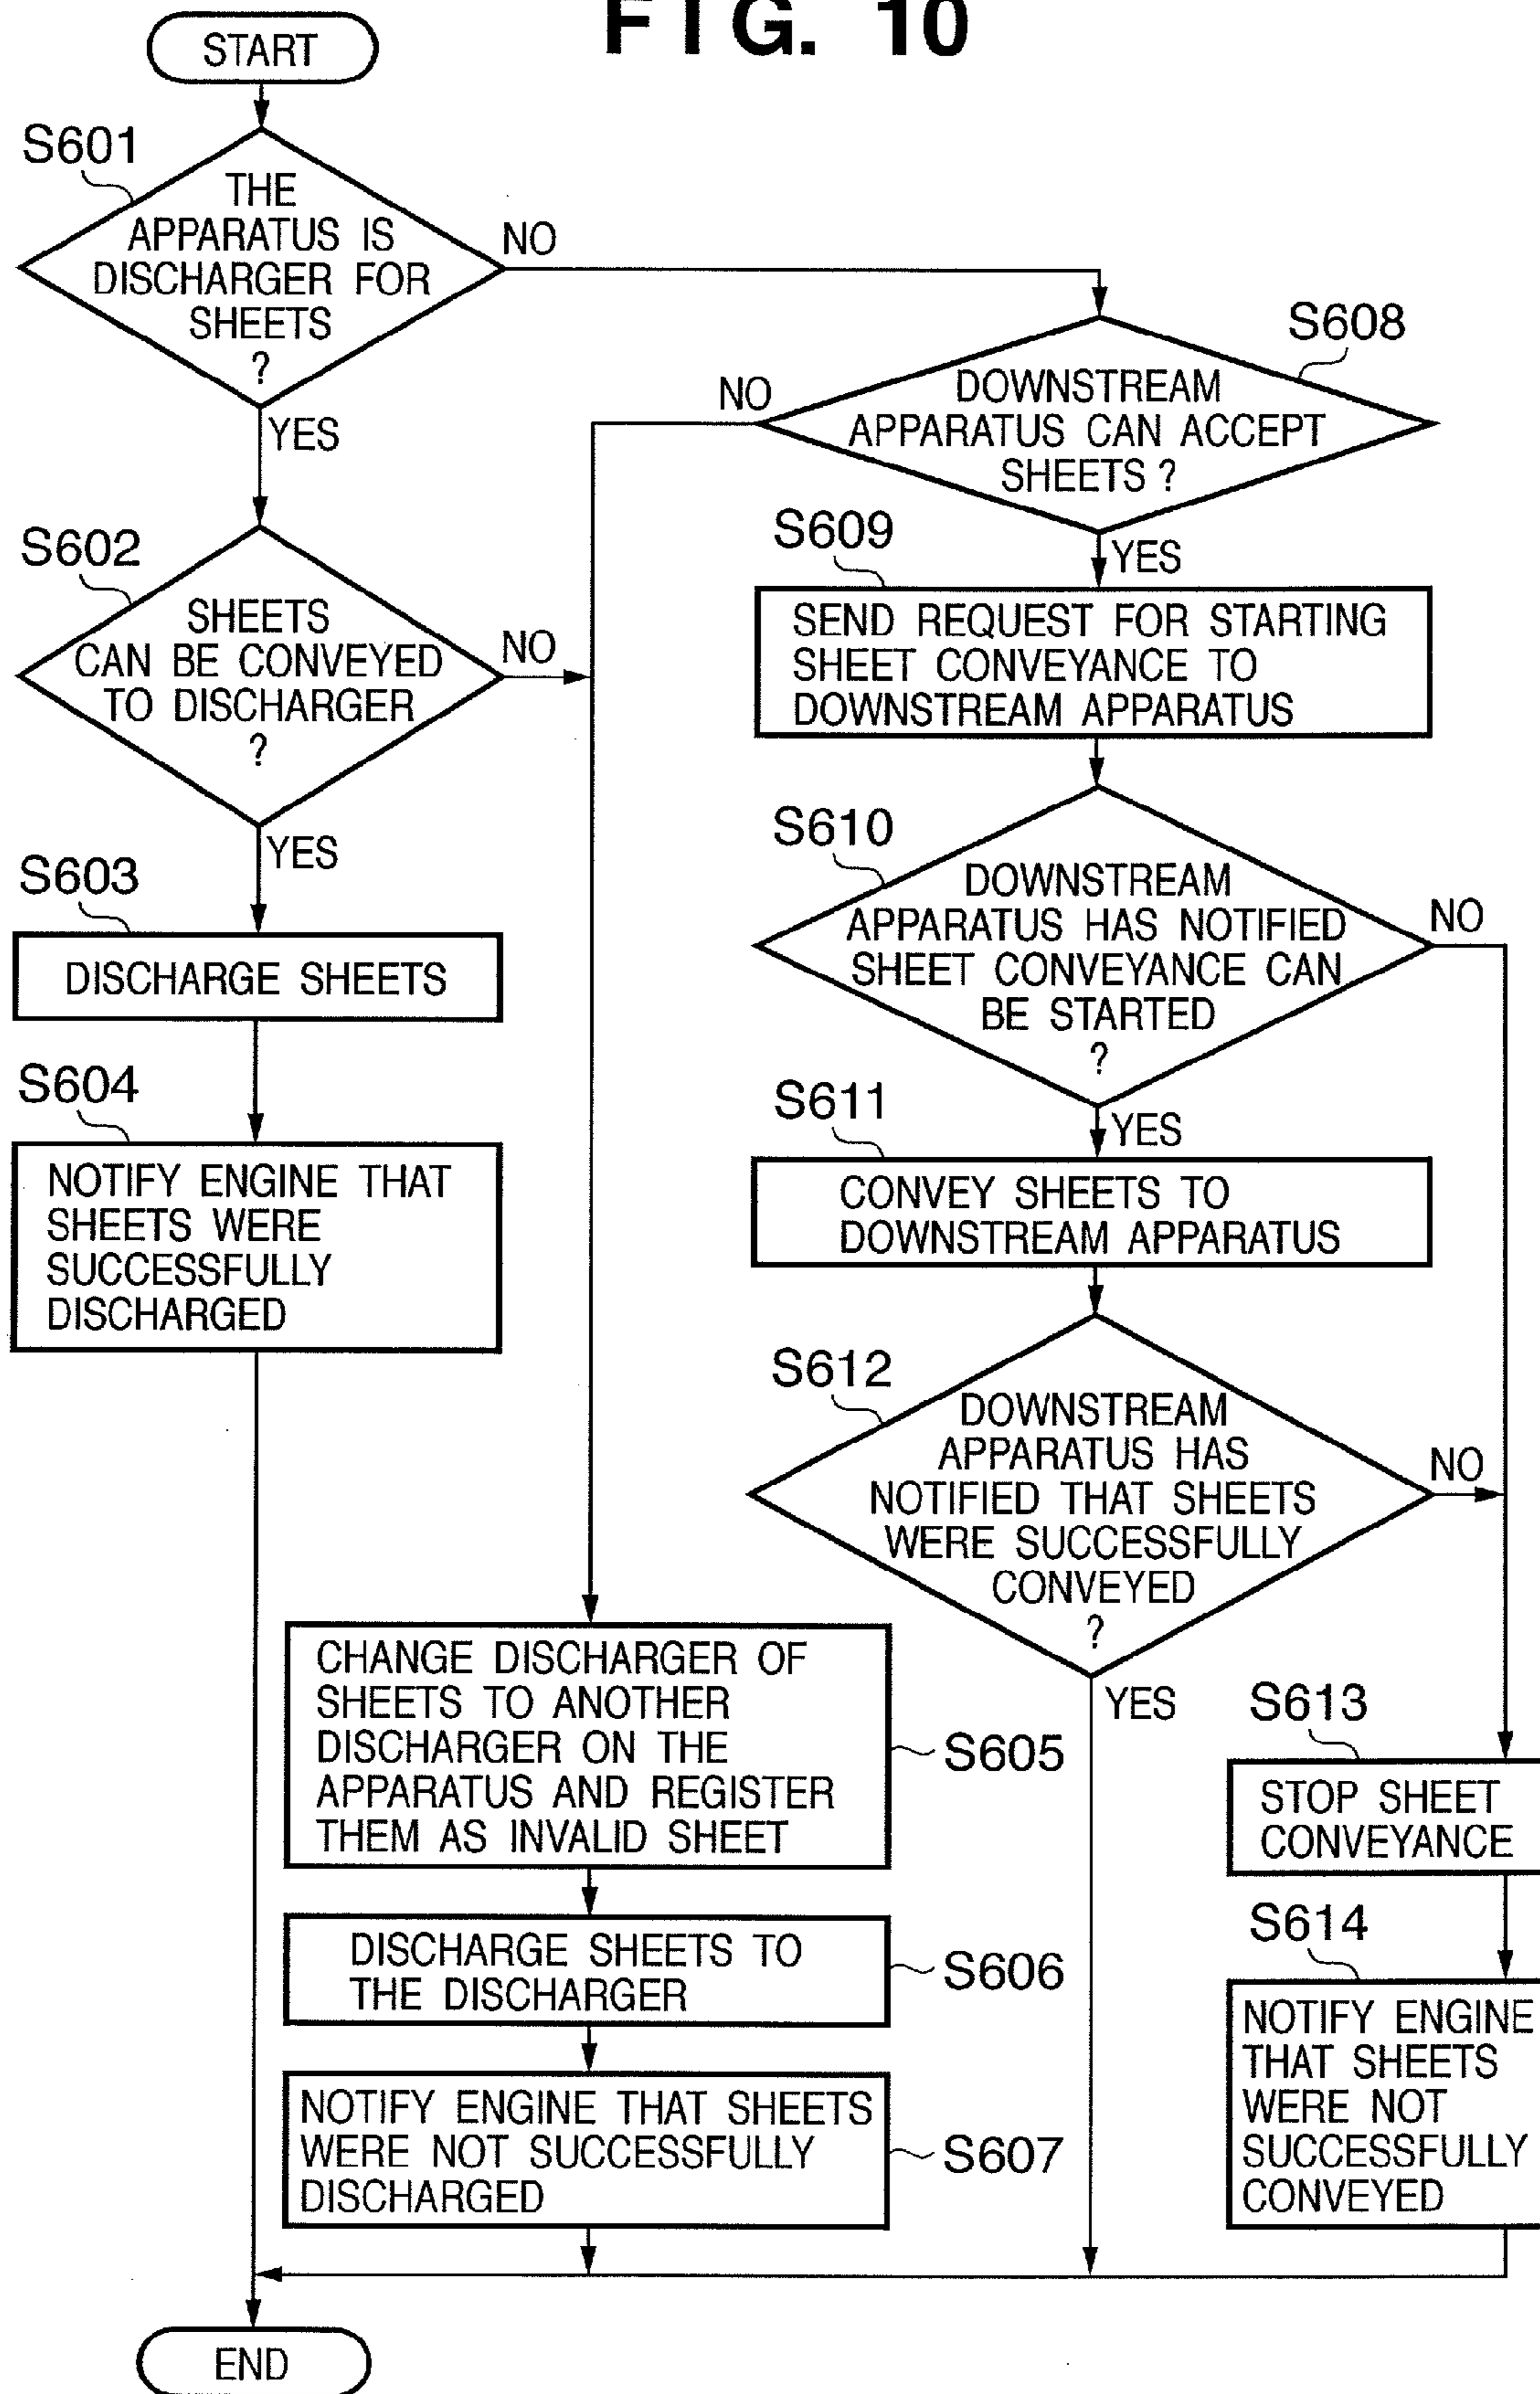 FIG. 10
START
S601
THE
APPARATUS IS
DISCHARGER FOR
SHEETS
?
NO
YES
S608
DOWNSTREAM
APPARATUS CAN ACCEPT
SHEETS ?
NO
YES
S602
SHEETS
CAN BE CONVEYED
TO DISCHARGER
?
NO
YES
S609
SEND REQUEST FOR STARTING
SHEET CONVEYANCE TO
DOWNSTREAM APPARATUS
S610
DOWNSTREAM
APPARATUS HAS NOTIFIED
SHEET CONVEYANCE CAN
BE STARTED
?
NO
YES
S603
DISCHARGE SHEETS
S604
NOTIFY ENGINE THAT
SHEETS WERE
SUCCESSFULLY
DISCHARGED
S611
CONVEY SHEETS TO
DOWNSTREAM APPARATUS
S612
DOWNSTREAM
APPARATUS HAS
NOTIFIED THAT SHEETS
WERE SUCCESSFULLY
CONVEYED
?
NO
YES
CHANGE DISCHARGER OF
SHEETS TO ANOTHER
DISCHARGER ON THE
APPARATUS AND REGISTER
THEM AS INVALID SHEET
S605
DISCHARGE SHEETS TO
THE DISCHARGER
S606
NOTIFY ENGINE THAT SHEETS
WERE NOT SUCCESSFULLY
DISCHARGED
S607
S613
STOP SHEET
CONVEYANCE
S614
NOTIFY ENGINE
THAT SHEETS
WERE NOT
SUCCESSFULLY
CONVEYED
END